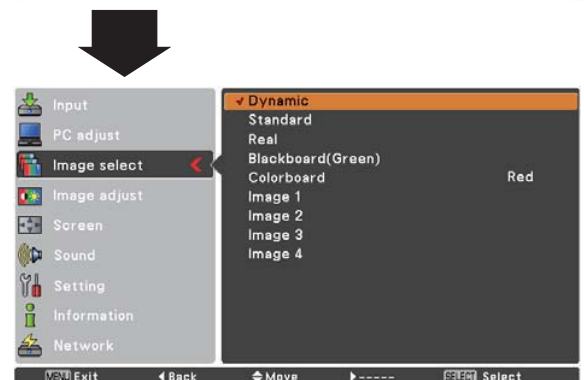 Input
PC adjust
Image select
Image adjust
Screen
Sound
Setting
Information
Network
✓ Dynamic
Standard
Real
Blackboard(Green)
Colorboard Red
Image 1
Image 2
Image 3
Image 4
MENU Exit ◀ Back ◆ Move ▶ ----- SELECT Select